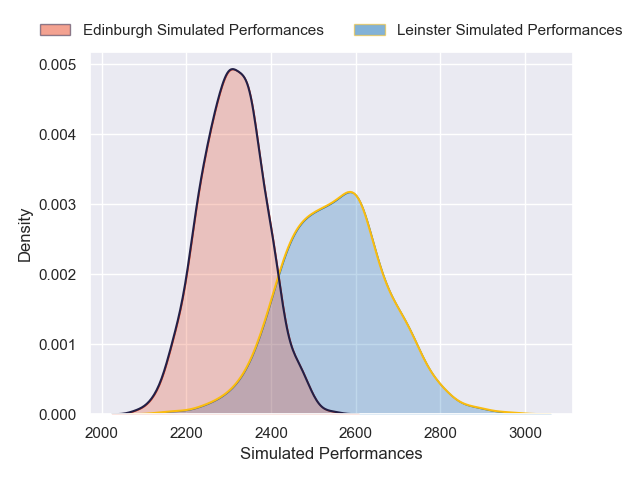 Edinburgh Simulated Performances Leinster Simulated Performances
0.005
0.004
0.003
0.002
0.001
0.000
Density
2000 2200 2400 2600 2800 3000
Simulated Performances